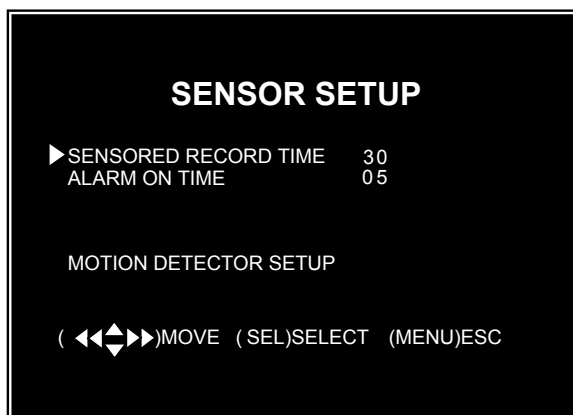 SENSOR SETUP
SENSORED RECORD TIME 30
ALARM ON TIME 05
MOTION DETECTOR SETUP
( )MOVE (SEL)SELECT (MENU)ESC